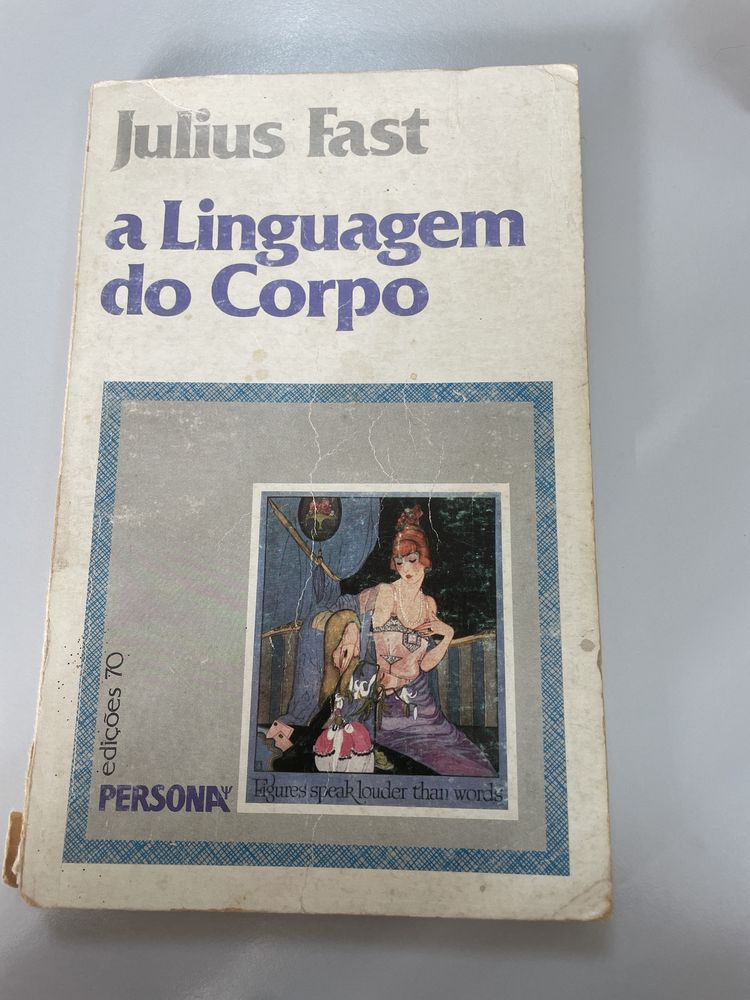 Julius Fast
a Linguagem
do Corpo
edições 70
PERSONA
Figures speak louder than words